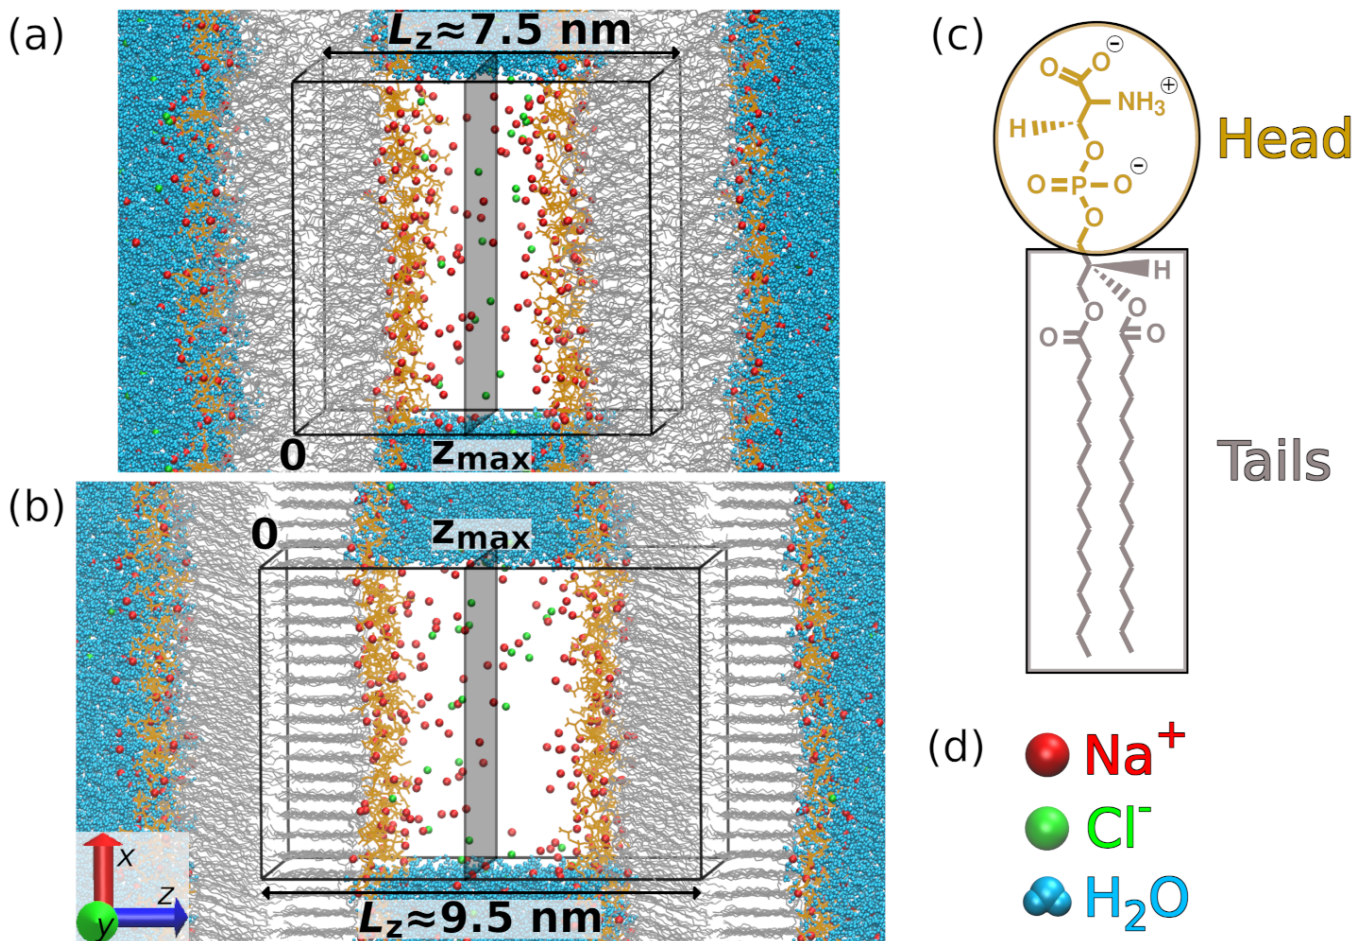 (a)
Lz≈7.5 nm
0
zmax
(b)
0
zmax
x
z
y
Lz≈9.5 nm
(c)
O
O
⊖
⊕
NH3
H
O
⊖
O=P-O
O
H
O
O
O
O
Head
Tails
(d)
Na+
Cl-
H2O